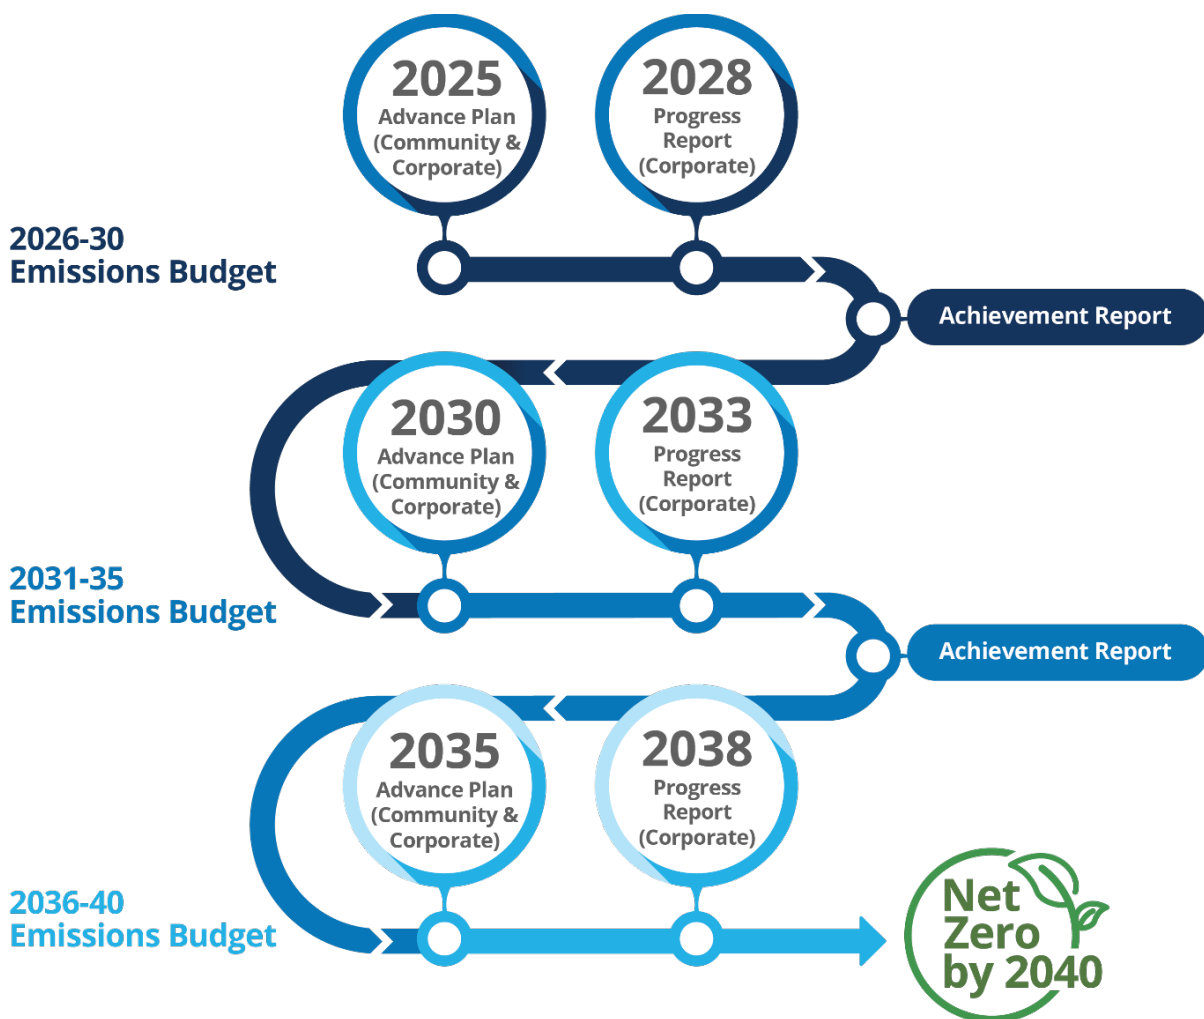 2025
Advance Plan
(Community &
Corporate)
2028
Progress
Report
(Corporate)
2026-30
Emissions Budget
Achievement Report
2030
Advance Plan
(Community &
Corporate)
2033
Progress
Report
(Corporate)
2031-35
Emissions Budget
Achievement Report
2035
Advance Plan
(Community &
Corporate)
2038
Progress
Report
(Corporate)
2036-40
Emissions Budget
Net
Zero
by 2040